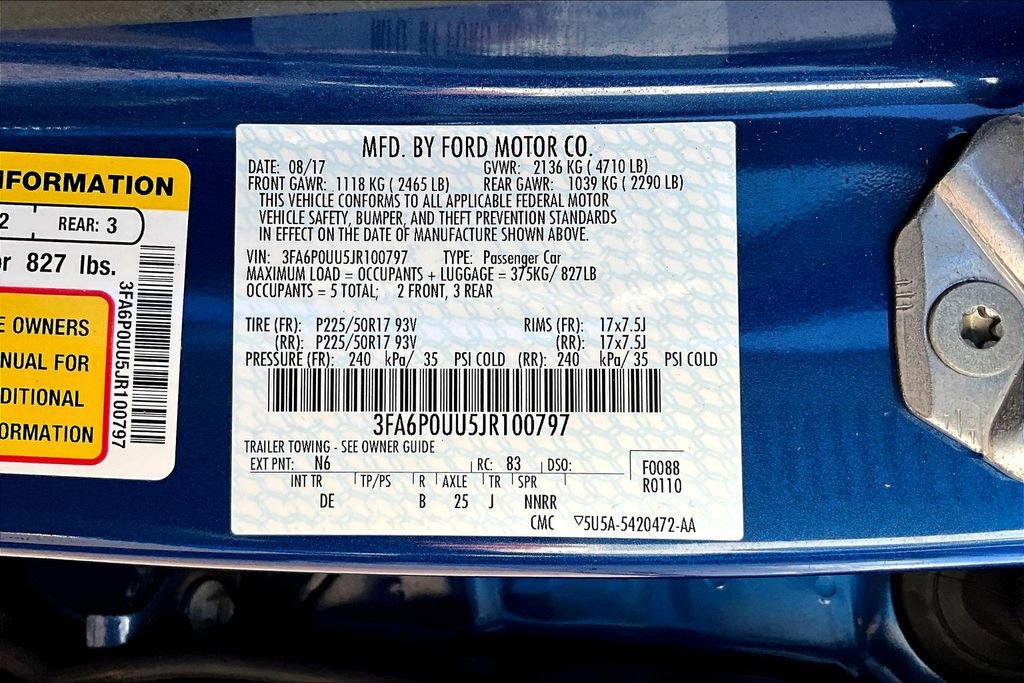 NFORMATION
2 REAR: 3
or 827 lbs.
E OWNERS
NUAL FOR
DITIONAL
ORMATION
3FA6P0UU5JR100797
MFD. BY FORD MOTOR CO.
DATE: 08/17 GVWR: 2136 KG ( 4710 LB)
FRONT GAWR: 1118 KG ( 2465 LB) REAR GAWR: 1039 KG ( 2290 LB)
THIS VEHICLE CONFORMS TO ALL APPLICABLE FEDERAL MOTOR
VEHICLE SAFETY, BUMPER, AND THEFT PREVENTION STANDARDS
IN EFFECT ON THE DATE OF MANUFACTURE SHOWN ABOVE.
VIN: 3FA6P0UU5JR100797 TYPE: Passenger Car
MAXIMUM LOAD = OCCUPANTS + LUGGAGE = 375KG/ 827LB
OCCUPANTS = 5 TOTAL; 2 FRONT, 3 REAR
TIRE (FR): P225/50R17 93V RIMS (FR): 17x7.5J
(RR): P225/50R17 93V (RR): 17x7.5J
PRESSURE (FR): 240 kPa/ 35 PSI COLD (RR): 240 kPa/ 35 PSI COLD
3FA6P0UU5JR100797
TRAILER TOWING - SEE OWNER GUIDE
EXT PNT: N6 RC: 83 DSO: F0088
INT TR TP/PS R AXLE TR SPR R0110
DE B 25 J NNRR
CMC ▽5U5A-5420472-AA